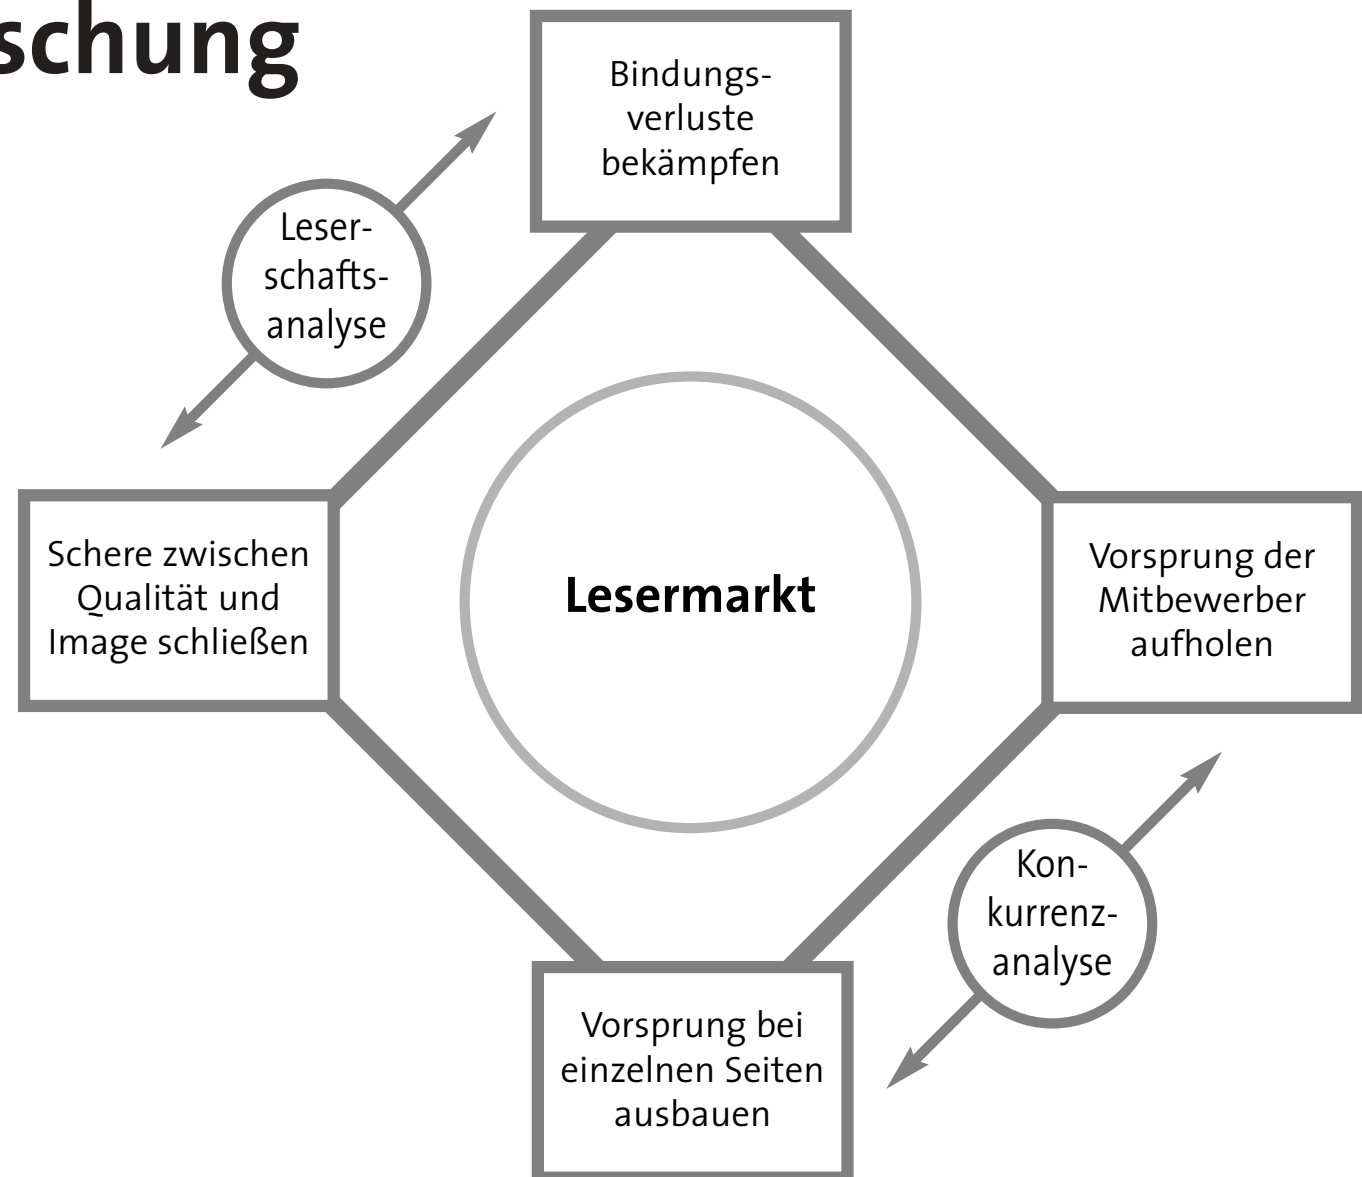 schung
Bindungs-
verluste
bekämpfen
Leser-
schafts-
analyse
Schere zwischen
Qualität und
Image schließen
Lesermarkt
Vorsprung der
Mitbewerber
aufholen
Kon-
kurrenz-
analyse
Vorsprung bei
einzelnen Seiten
ausbauen